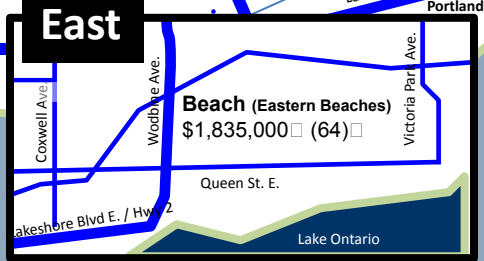 Portland
East
Coxwell Ave.
Woodbine Ave.
Victoria Park Ave.
Beach (Eastern Beaches)
$1,835,000□ (64)□
Queen St. E.
Lakeshore Blvd E. / Hwy 2
Lake Ontario